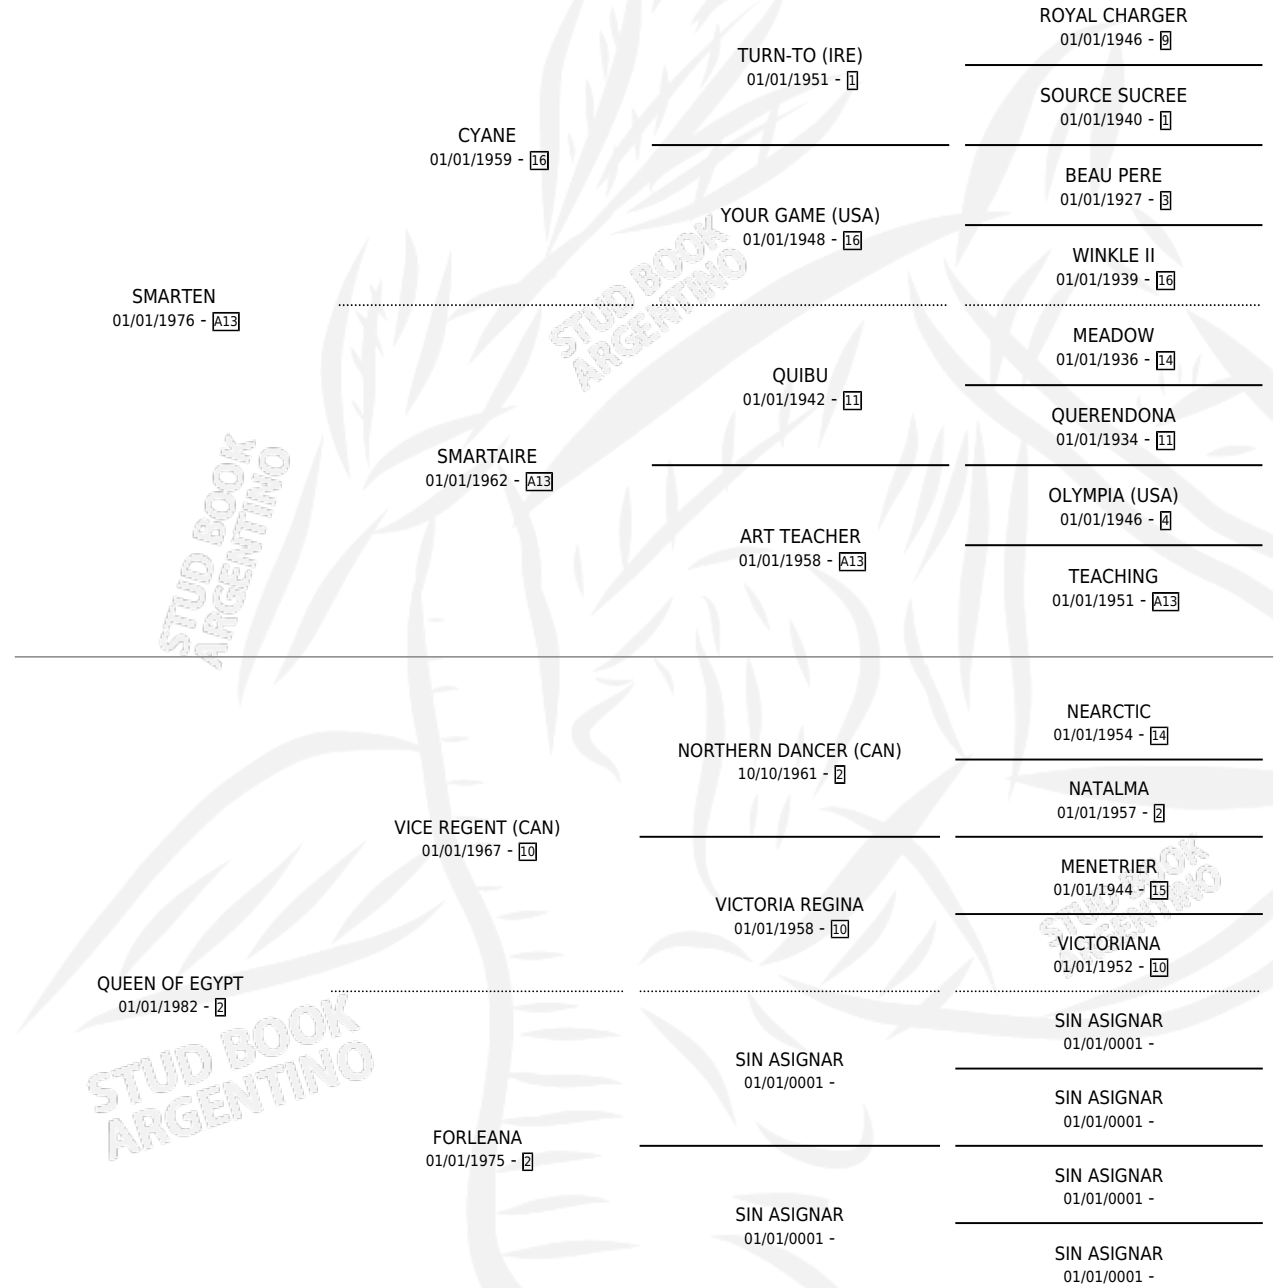 ROYAL CHARGER
01/01/1946 - 9
TURN-TO (IRE)
01/01/1951 - 1
SOURCE SUCREE
01/01/1940 - 1
CYANE
01/01/1959 - 16
BEAU PERE
01/01/1927 - 3
YOUR GAME (USA)
01/01/1948 - 16
WINKLE II
01/01/1939 - 16
SMARTEN
01/01/1976 - A13
MEADOW
01/01/1936 - 14
QUIBU
01/01/1942 - 11
QUERENDONA
01/01/1934 - 11
SMARTAIRE
01/01/1962 - A13
OLYMPIA (USA)
01/01/1946 - 4
ART TEACHER
01/01/1958 - A13
TEACHING
01/01/1951 - A13
NEARCTIC
01/01/1954 - 14
NORTHERN DANCER (CAN)
10/10/1961 - 2
NATALMA
01/01/1957 - 2
VICE REGENT (CAN)
01/01/1967 - 10
MENETRIER
01/01/1944 - 15
VICTORIA REGINA
01/01/1958 - 10
VICTORIANA
01/01/1952 - 10
QUEEN OF EGYPT
01/01/1982 - 2
SIN ASIGNAR
01/01/0001 -
SIN ASIGNAR
01/01/0001 -
SIN ASIGNAR
01/01/0001 -
FORLEANA
01/01/1975 - 2
SIN ASIGNAR
01/01/0001 -
SIN ASIGNAR
01/01/0001 -
SIN ASIGNAR
01/01/0001 -
STUD BOOK
ARGENTINO
STUD BOOK
ARGENTINO
STUD BOOK
ARGENTINO
STUD BOOK
ARGENTINO